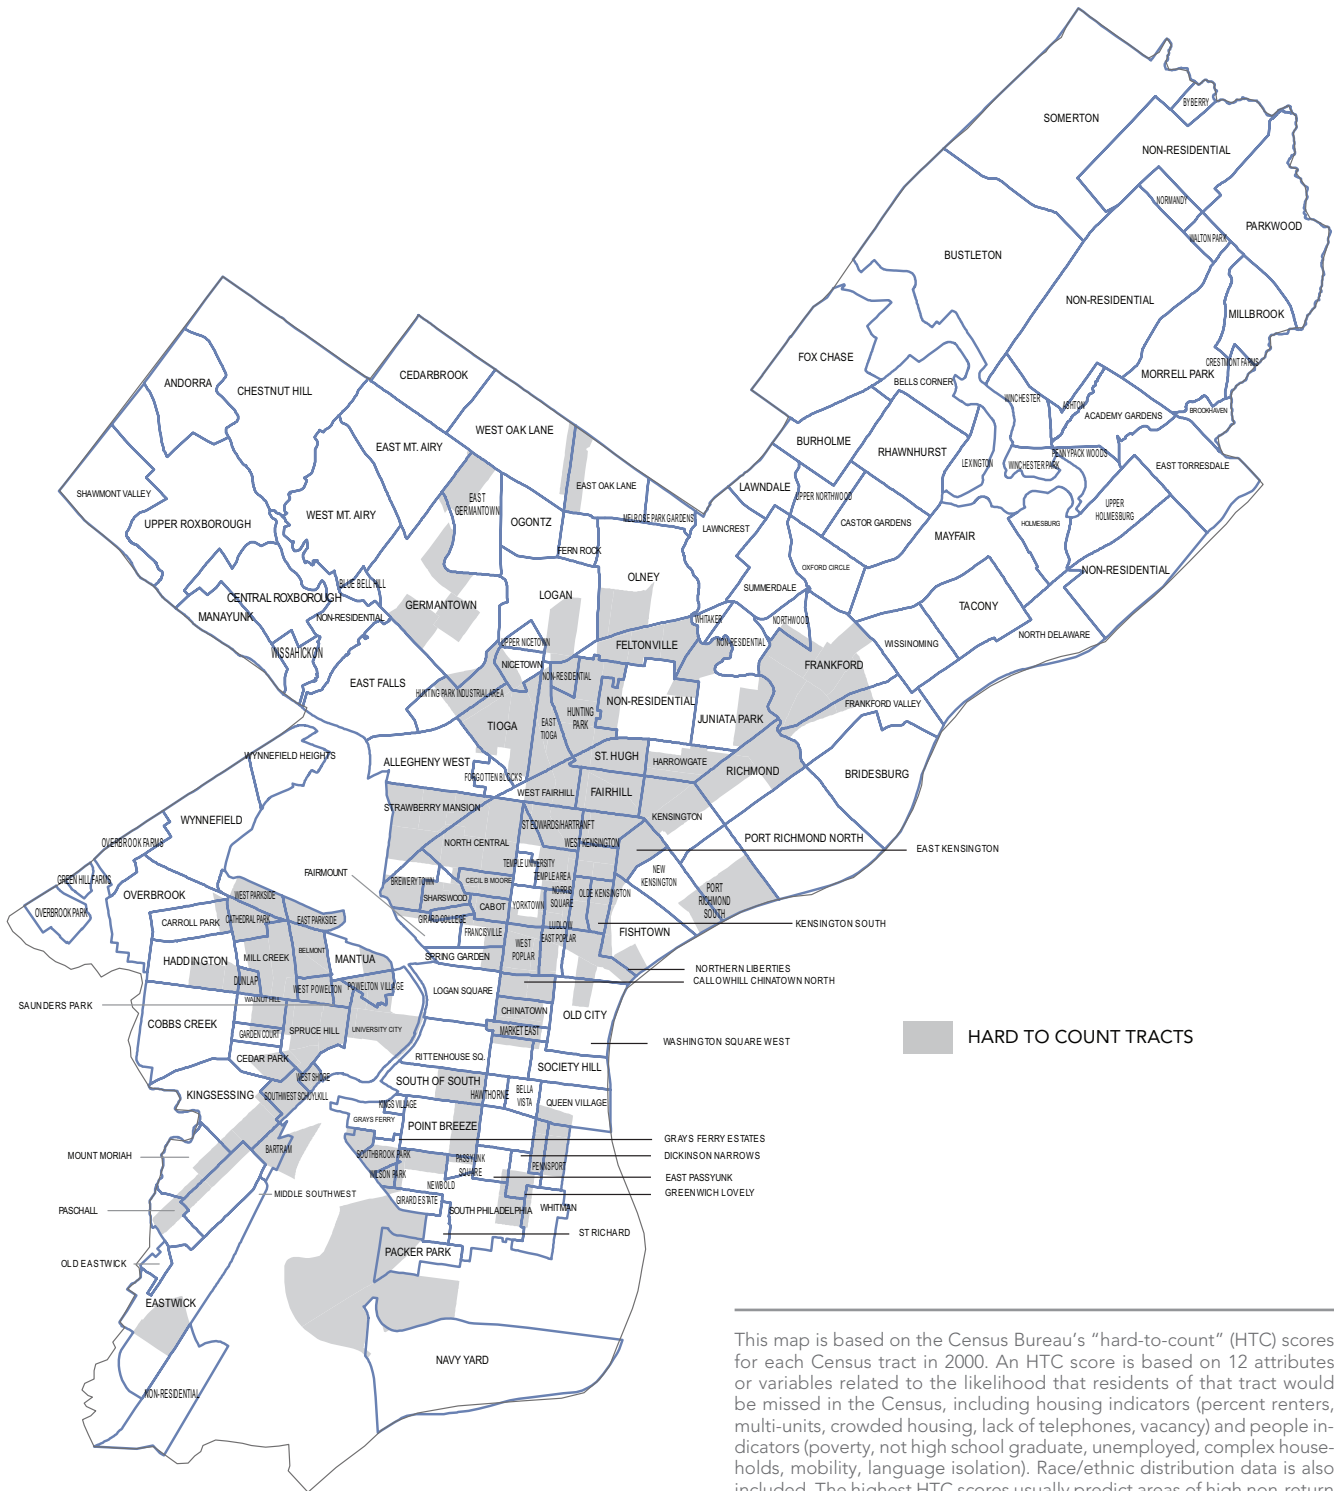 SOMERTON
BYBERRY
NON-RESIDENTIAL
NORMANDY
PARKWOOD
WALTON PARK
BUSTLETON
NON-RESIDENTIAL
MILLBROOK
FOX CHASE
CRESTMONT FARMS
MORRELL PARK
BELLS CORNER
WINCHESTER
ASHTON
ACADEMY GARDENS
BROOKHAVEN
ANDORRA
CHESTNUT HILL
CEDARBROOK
WEST OAK LANE
EAST MT. AIRY
BURHOLME
RHAWNHURST
LEXINGTON
WINCHESTER PARK
PENNYPACK WOODS
EAST TORRESDALE
SHAWMONT VALLEY
UPPER ROXBOROUGH
WEST MT. AIRY
EAST
GERMANTOWN
OGONTZ
EAST OAK LANE
MELROSE PARK GARDENS
LAWNDALE
UPPER NORTHWOOD
LAWNCREST
CASTOR GARDENS
MAYFAIR
HOLMESBURG
UPPER
HOLMESBURG
FERN ROCK
OLNEY
OXFORD CIRCLE
SUMMERDALE
NON-RESIDENTIAL
BLUE BELL HILL
CENTRAL ROXBOROUGH
MANAYUNK
NON-RESIDENTIAL
GERMANTOWN
LOGAN
TACONY
NORTH DELAWARE
WISSAHICKON
UPPER NICETOWN
FELTONVILLE
WHITAKER
NON-RESIDENTIAL
NORTHWOOD
WISSINOMING
FRANKFORD
NICETOWN
NON-RESIDENTIAL
EAST FALLS
HUNTING PARK INDUSTRIAL AREA
NON-RESIDENTIAL
FRANKFORD VALLEY
TIOGA
EAST
TIOGA
HUNTING
PARK
JUNIATA PARK
WYNNEFIELD HEIGHTS
ALLEGHENY WEST
FORGOTTEN BLOCKS
ST. HUGH
HARROWGATE
RICHMOND
BRIDESBURG
WEST FAIRHILL
FAIRHILL
STRAWBERRY MANSION
KENSINGTON
WYNNEFIELD
ST EDWARDS/HARTRANFT
OVERBROOK FARMS
NORTH CENTRAL
WEST KENSINGTON
PORT RICHMOND NORTH
EAST KENSINGTON
TEMPLE UNIVERSITY
FAIRMOUNT
TEMPLE AREA
NEW
KENSINGTON
GREEN HILL FARMS
BREWERYTOWN
CECIL B MOORE
NORRIS
SQUARE
OLDE KENSINGTON
PORT
RICHMOND
SOUTH
OVERBROOK
WEST PARKSIDE
SHARSWOOD
CABOT
YORKTOWN
OVERBROOK PARK
CARROLL PARK
CATHEDRAL PARK
EAST PARKSIDE
GIRARD COLLEGE
LUDLOW
KENSINGTON SOUTH
FRANCISVILLE
EAST POPLAR
FISHTOWN
WEST
POPLAR
HADDINGTON
MILL CREEK
BELMONT
MANTUA
SPRING GARDEN
NORTHERN LIBERTIES
DUNLAP
WEST POWELTON
POWELTON VILLAGE
LOGAN SQUARE
CALLOWHILL CHINATOWN NORTH
SAUNDERS PARK
WALNUT HILL
CHINATOWN
OLD CITY
COBBS CREEK
GARDEN COURT
SPRUCE HILL
UNIVERSITY CITY
MARKET EAST
WASHINGTON SQUARE WEST
HARD TO COUNT TRACTS
CEDAR PARK
RITTENHOUSE SQ.
SOCIETY HILL
WEST SHORE
SOUTH OF SOUTH
KINGSESSING
SOUTHWEST SCHUYLKILL
HAWTHORNE
BELLA
VISTA
QUEEN VILLAGE
KINGS VILLAGE
GRAYS FERRY
POINT BREEZE
GRAYS FERRY ESTATES
MOUNT MORIAH
BARTRAM
SOUTHBROOK PARK
DICKINSON NARROWS
WILSON PARK
PASSYUNK
SQUARE
PENNSPORT
EAST PASSYUNK
MIDDLE SOUTHWEST
NEWBOLD
GREENWICH LOVELY
GIRARD ESTATE
PASCHALL
SOUTH PHILADELPHIA
WHITMAN
ST RICHARD
PACKER PARK
OLD EASTWICK
EASTWICK
NAVY YARD
NON-RESIDENTIAL
This map is based on the Census Bureau's “hard-to-count” (HTC) scores
for each Census tract in 2000. An HTC score is based on 12 attributes
or variables related to the likelihood that residents of that tract would
be missed in the Census, including housing indicators (percent renters,
multi-units, crowded housing, lack of telephones, vacancy) and people in-
dicators (poverty, not high school graduate, unemployed, complex house-
holds, mobility, language isolation). Race/ethnic distribution data is also
included. The highest HTC scores usually predict areas of high non-return